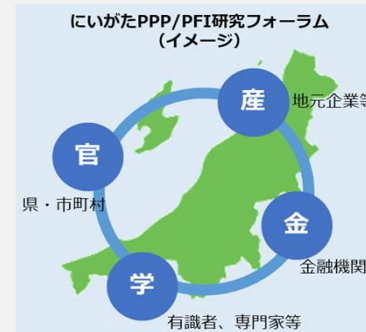 にいがたPPP/PFI研究フォーラム
（イメージ）
産
地元企業等
官
県・市町村
金
金融機関
学
有識者、専門家等